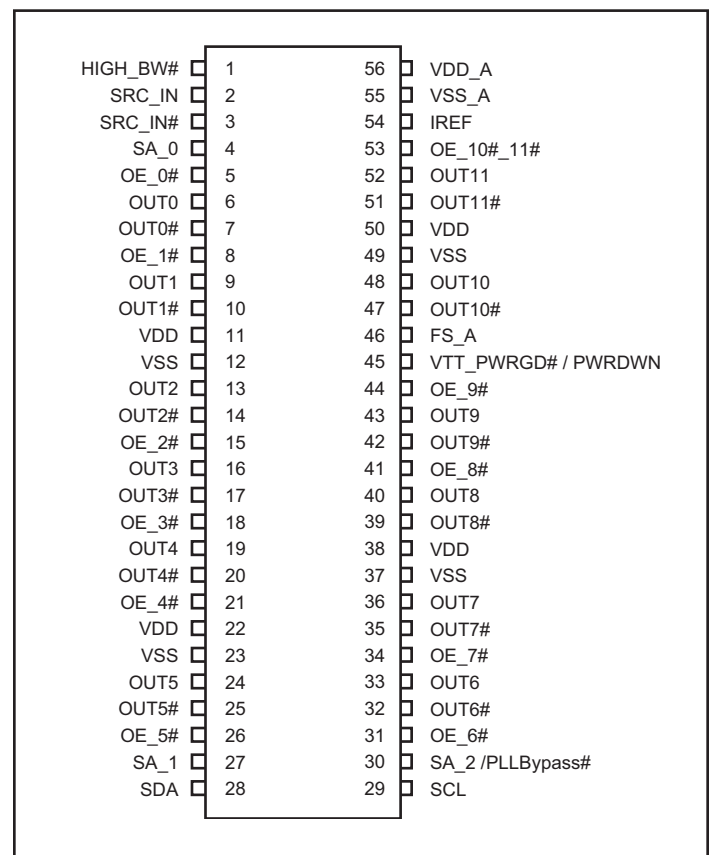 HIGH_BW# 1 56 VDD_A
SRC_IN 2 55 VSS_A
SRC_IN# 3 54 IREF
SA_0 4 53 OE_10#_11#
OE_0# 5 52 OUT11
OUT0 6 51 OUT11#
OUT0# 7 50 VDD
OE_1# 8 49 VSS
OUT1 9 48 OUT10
OUT1# 10 47 OUT10#
VDD 11 46 FS_A
VSS 12 45 VTT_PWRGD# / PWRDWN
OUT2 13 44 OE_9#
OUT2# 14 43 OUT9
OE_2# 15 42 OUT9#
OUT3 16 41 OE_8#
OUT3# 17 40 OUT8
OE_3# 18 39 OUT8#
OUT4 19 38 VDD
OUT4# 20 37 VSS
OE_4# 21 36 OUT7
VDD 22 35 OUT7#
VSS 23 34 OE_7#
OUT5 24 33 OUT6
OUT5# 25 32 OUT6#
OE_5# 26 31 OE_6#
SA_1 27 30 SA_2 /PLLBypass#
SDA 28 29 SCL